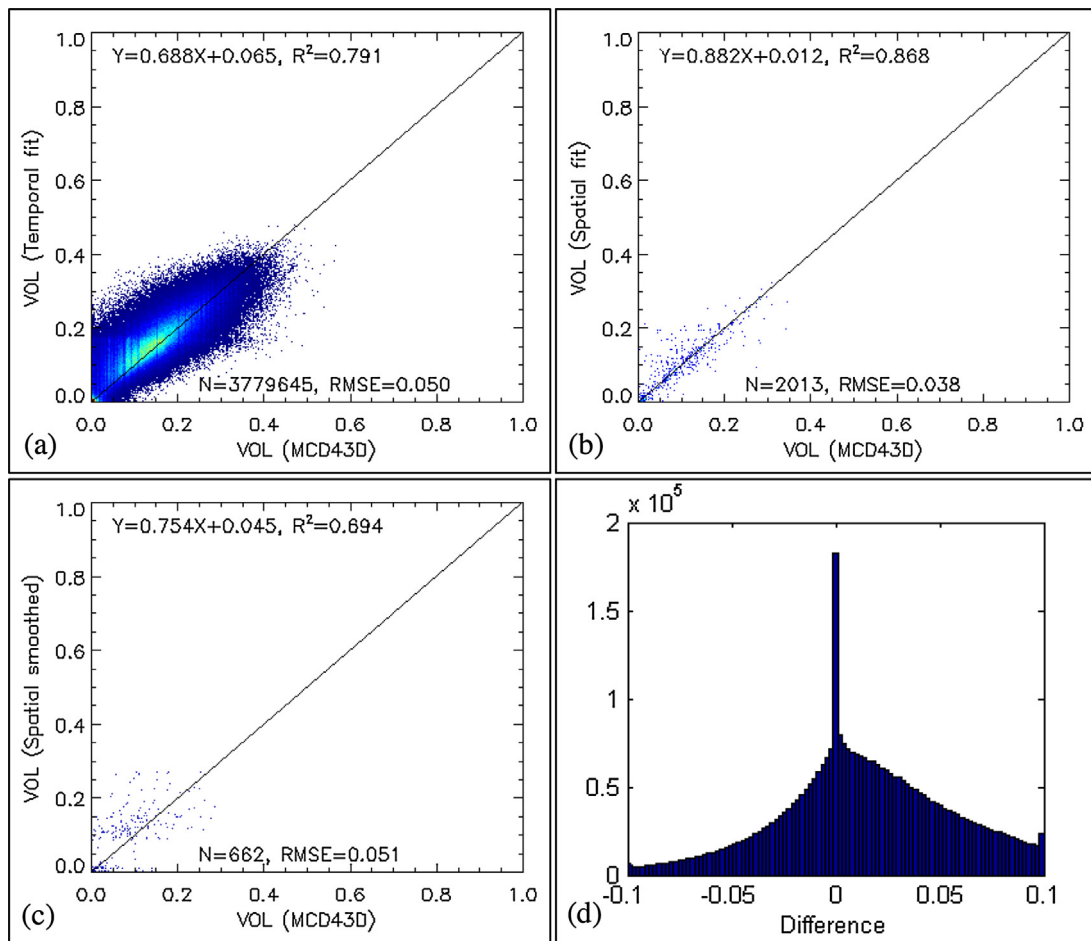 Y=0.688X+0.065, R²=0.791
1.0
0.8
0.6
0.4
0.2
0.0
VOL (Temporal fit)
N=3779645, RMSE=0.050
0.0 0.2 0.4 0.6 0.8 1.0
VOL (MCD43D)
(a)
Y=0.882X+0.012, R²=0.868
1.0
0.8
0.6
0.4
0.2
0.0
VOL (Spatial fit)
N=2013, RMSE=0.038
0.0 0.2 0.4 0.6 0.8 1.0
VOL (MCD43D)
(b)
Y=0.754X+0.045, R²=0.694
1.0
0.8
0.6
0.4
0.2
0.0
VOL (Spatial smoothed)
N=662, RMSE=0.051
0.0 0.2 0.4 0.6 0.8 1.0
VOL (MCD43D)
(c)
x 10⁵
2
1.5
1
0.5
0
-0.1 -0.05 0 0.05 0.1
Difference
(d)